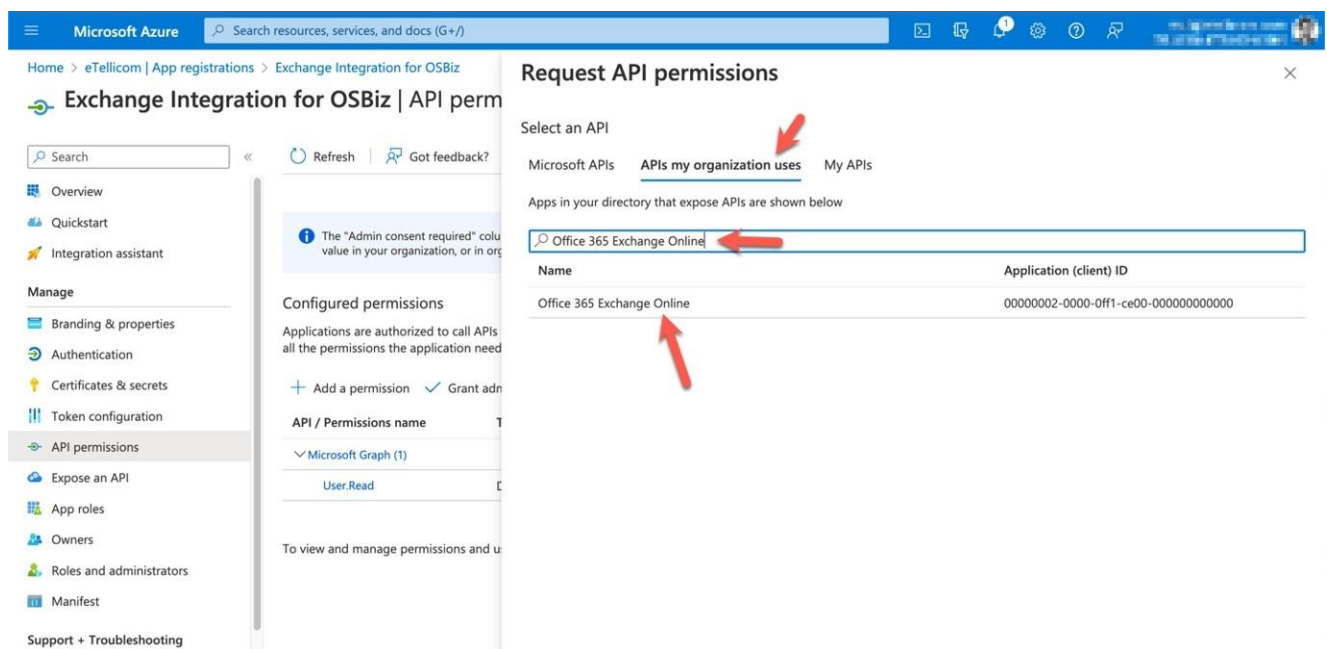 Microsoft Azure
Search resources, services, and docs (G+/)
1
Home > eTellicom | App registrations > Exchange Integration for OSBiz
Exchange Integration for OSBiz | API perm
Search
«
Refresh
Got feedback?
Overview
Quickstart
Integration assistant
Manage
Branding & properties
Authentication
Certificates & secrets
Token configuration
API permissions
Expose an API
App roles
Owners
Roles and administrators
Manifest
Support + Troubleshooting
The "Admin consent required" colu
value in your organization, or in org
Configured permissions
Applications are authorized to call APIs
all the permissions the application need
Add a permission
Grant adm
API / Permissions name
T
Microsoft Graph (1)
User.Read
D
To view and manage permissions and u
Request API permissions
Select an API
Microsoft APIs
APIs my organization uses
My APIs
Apps in your directory that expose APIs are shown below
Office 365 Exchange Online
Name
Application (client) ID
Office 365 Exchange Online
00000002-0000-0ff1-ce00-000000000000